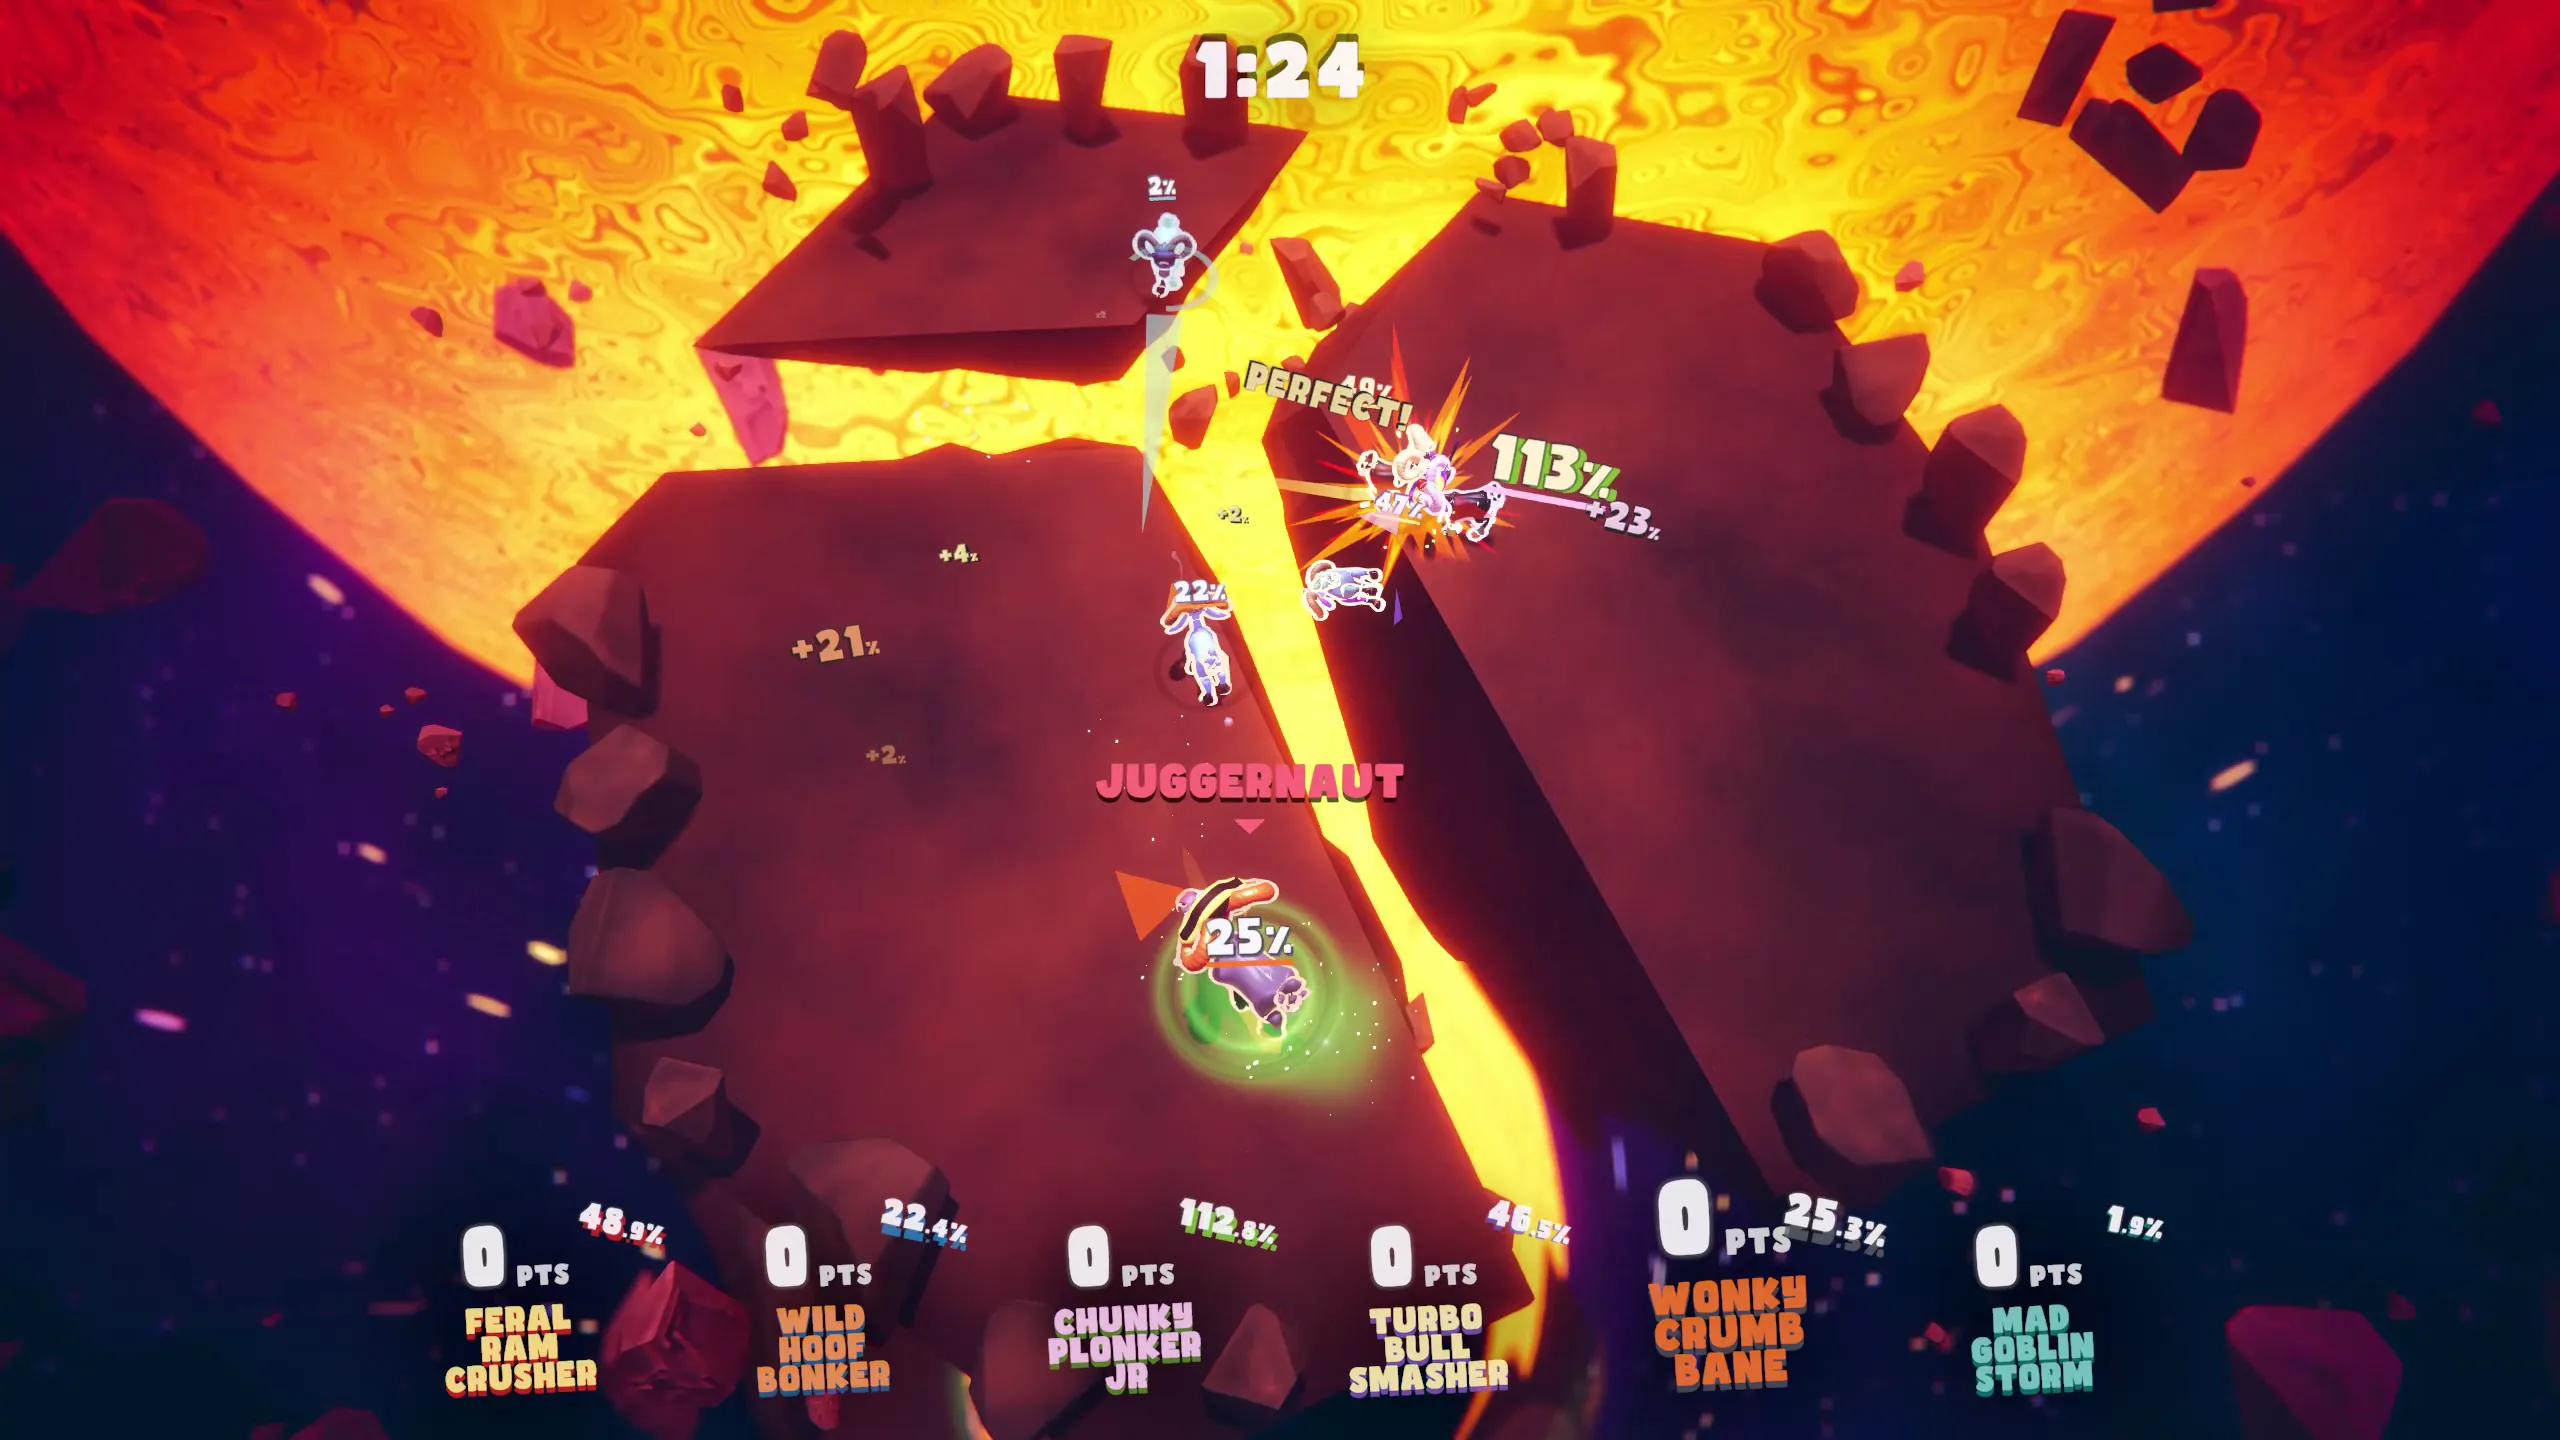 1:24
2%
PERFECT!
49%
113%
47%
+23%
+2%
+4%
22%
+21%
+2%
JUGGERNAUT
25%
0 PTS 48.9%
FERAL
RAM
CRUSHER
0 PTS 22.4%
WILD
HOOF
BONKER
0 PTS 112.8%
CHUNKY
PLONKER
JR
0 PTS 46.5%
TURBO
BULL
SMASHER
0 PTS 25.3%
WONKY
CRUMB
BANE
0 PTS 1.9%
MAD
GOBLIN
STORM